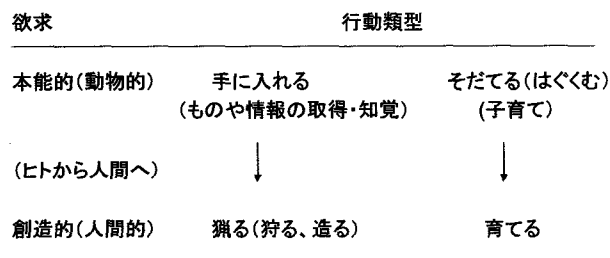 欲求 行動類型
本能的(動物的) 手に入れる そだてる(はぐくむ)
(ものや情報の取得・知覚) (子育て)
(ヒトから人間へ)
創造的(人間的) 猟る(狩る、造る) 育てる